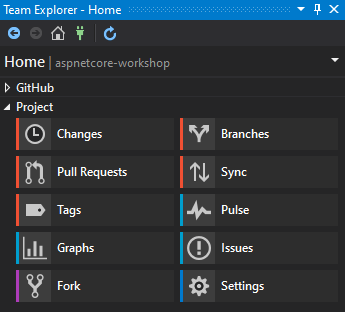 Team Explorer - Home
Home | aspnetcore-workshop
GitHub
Project
Changes
Branches
Pull Requests
Sync
Tags
Pulse
Graphs
Issues
Fork
Settings